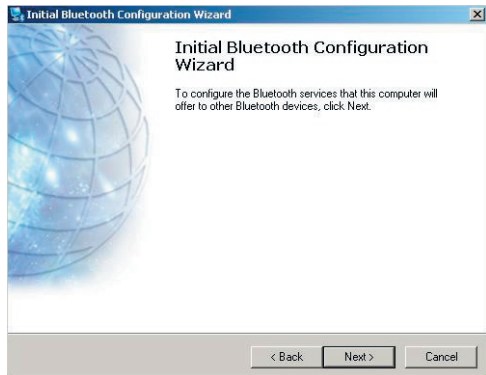 Initial Bluetooth Configuration Wizard
Initial Bluetooth Configuration
Wizard
To configure the Bluetooth services that this computer will
offer to other Bluetooth devices, click Next.
< Back Next > Cancel